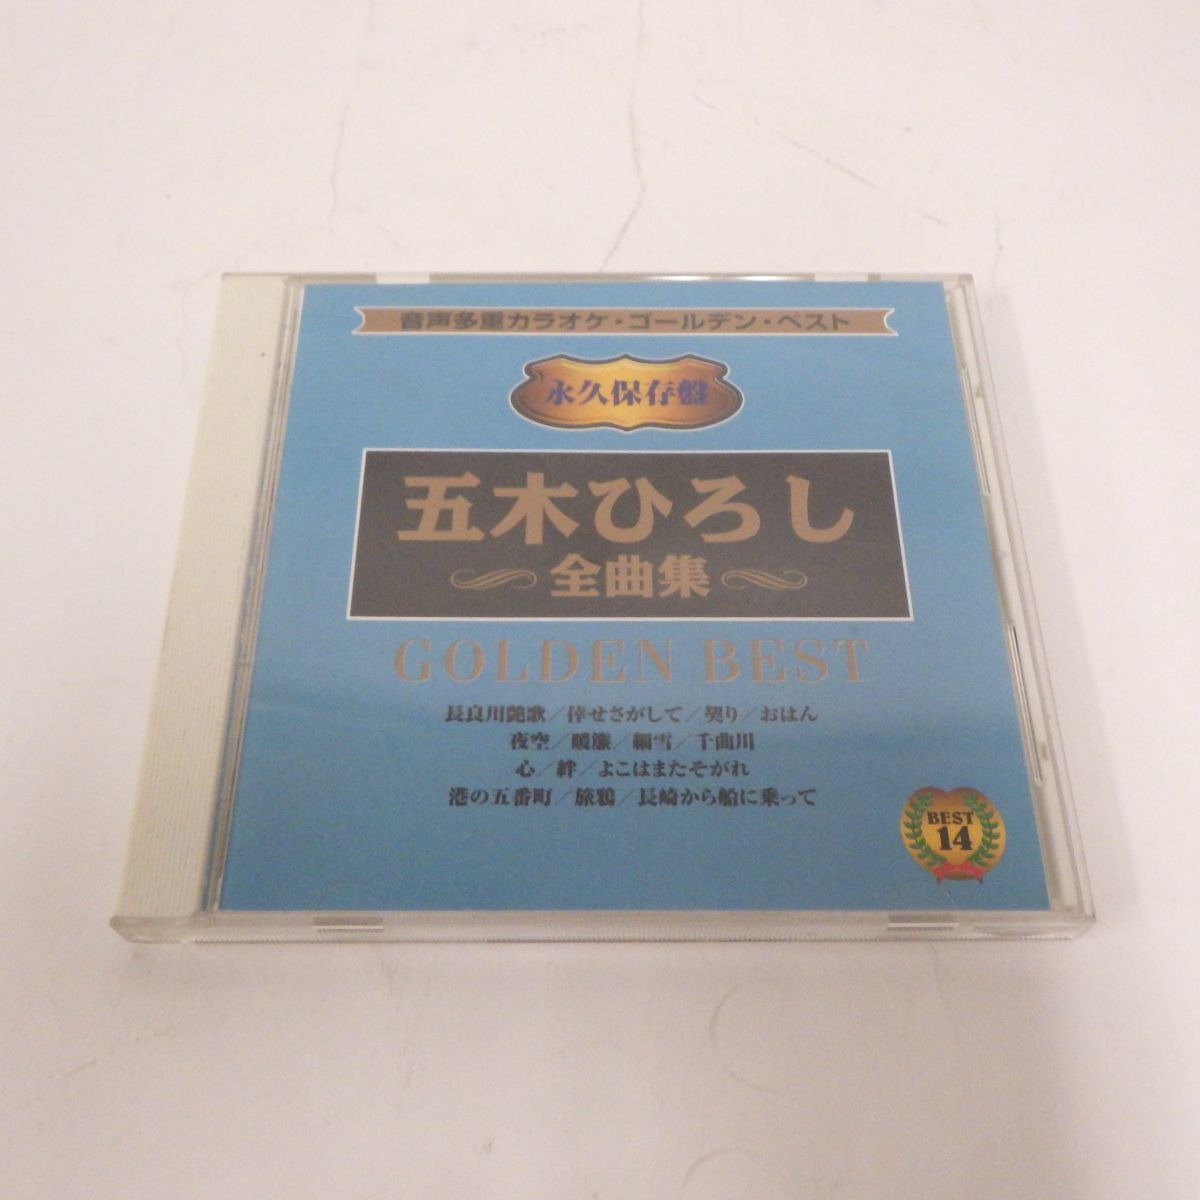 音声多重カラオケ・ゴールデン・ベスト
永久保存盤
五木ひろし
全曲集
GOLDEN BEST
長良川艶歌／倖せさがして／契り／おはん
夜空／暖簾／細雪／千曲川
心／絆／よこはまたそがれ
港の五番町／旅鴉／長崎から船に乗って
BEST
14